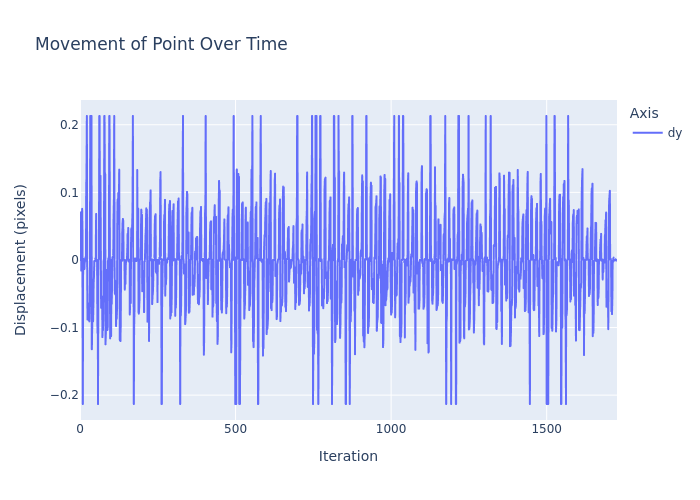 Movement of Point Over Time
Axis
dy
0.2
0.1
0
−0.1
−0.2
Displacement (pixels)
0
500
1000
1500
Iteration